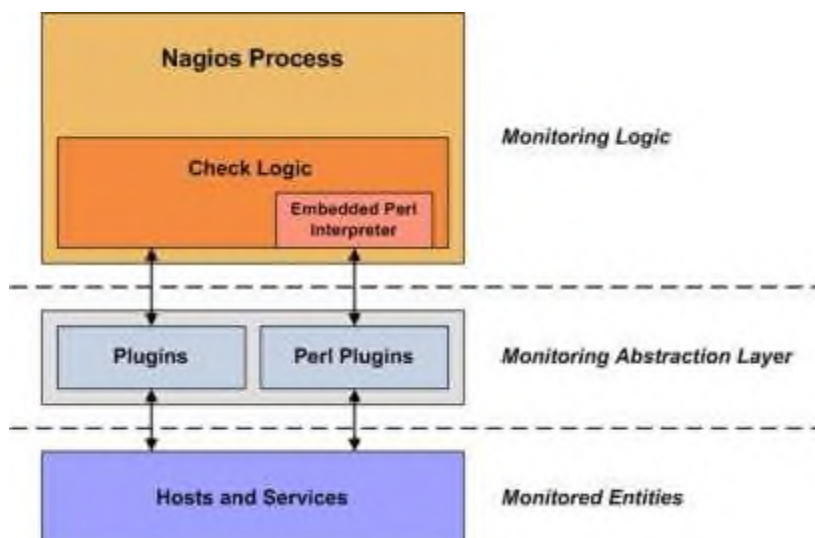 Nagios Process
Monitoring Logic
Check Logic
Embedded Perl
Interpreter
Plugins
Perl Plugins
Monitoring Abstraction Layer
Hosts and Services
Monitored Entities